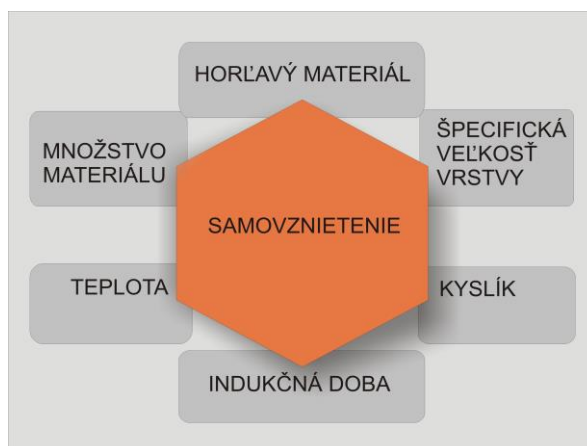 HORĽAVÝ MATERIÁL
MNOŽSTVO
MATERIÁLU
ŠPECIFICKÁ
VEĽKOSŤ
VRSTVY
SAMOVZNIETENIE
TEPLOTA
KYSLÍK
INDUKČNÁ DOBA